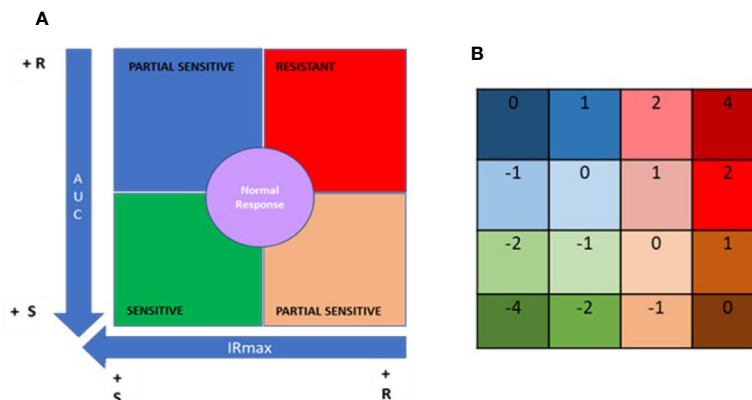 A
+ R
PARTIAL SENSITIVE
RESISTANT
A
U
C
Normal
Response
+ S
SENSITIVE
PARTIAL SENSITIVE
IRmax
+
S
+
R
B
0 1 2 4
-1 0 1 2
-2 -1 0 1
-4 -2 -1 0